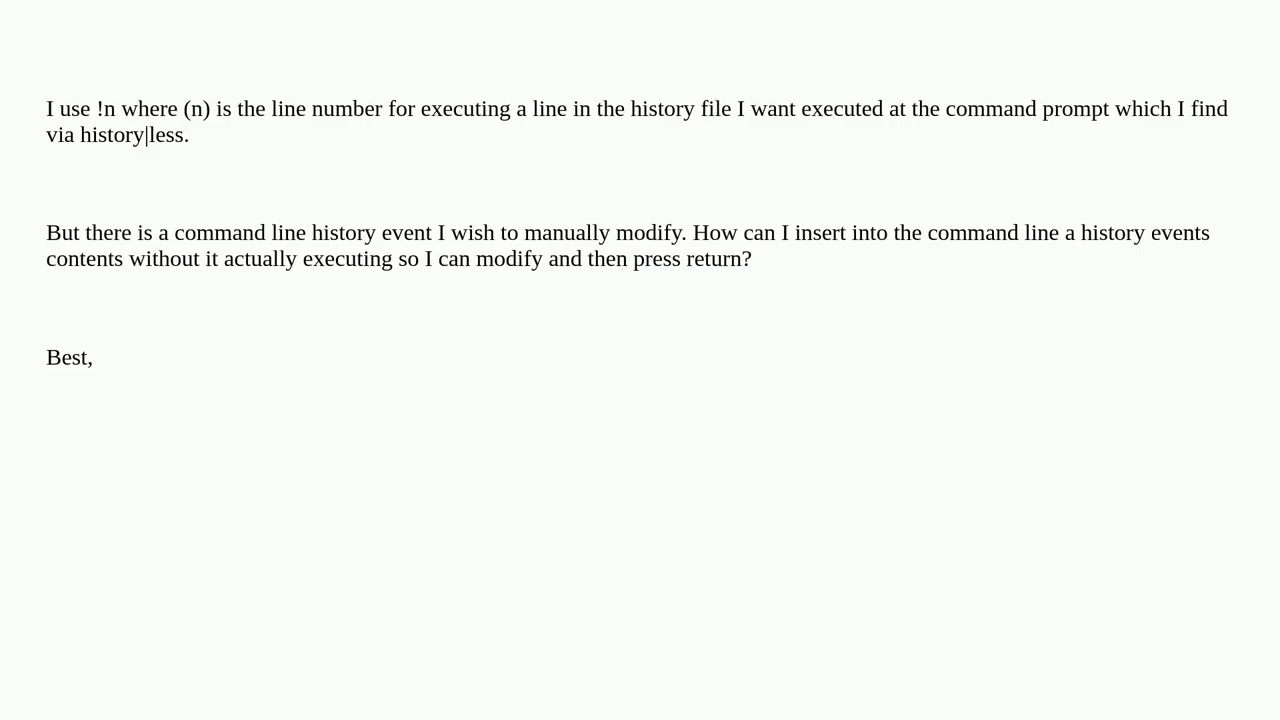 I use !n where (n) is the line number for executing a line in the history file I want executed at the command prompt which I find
via history|less.
But there is a command line history event I wish to manually modify. How can I insert into the command line a history events
contents without it actually executing so I can modify and then press return?
Best,